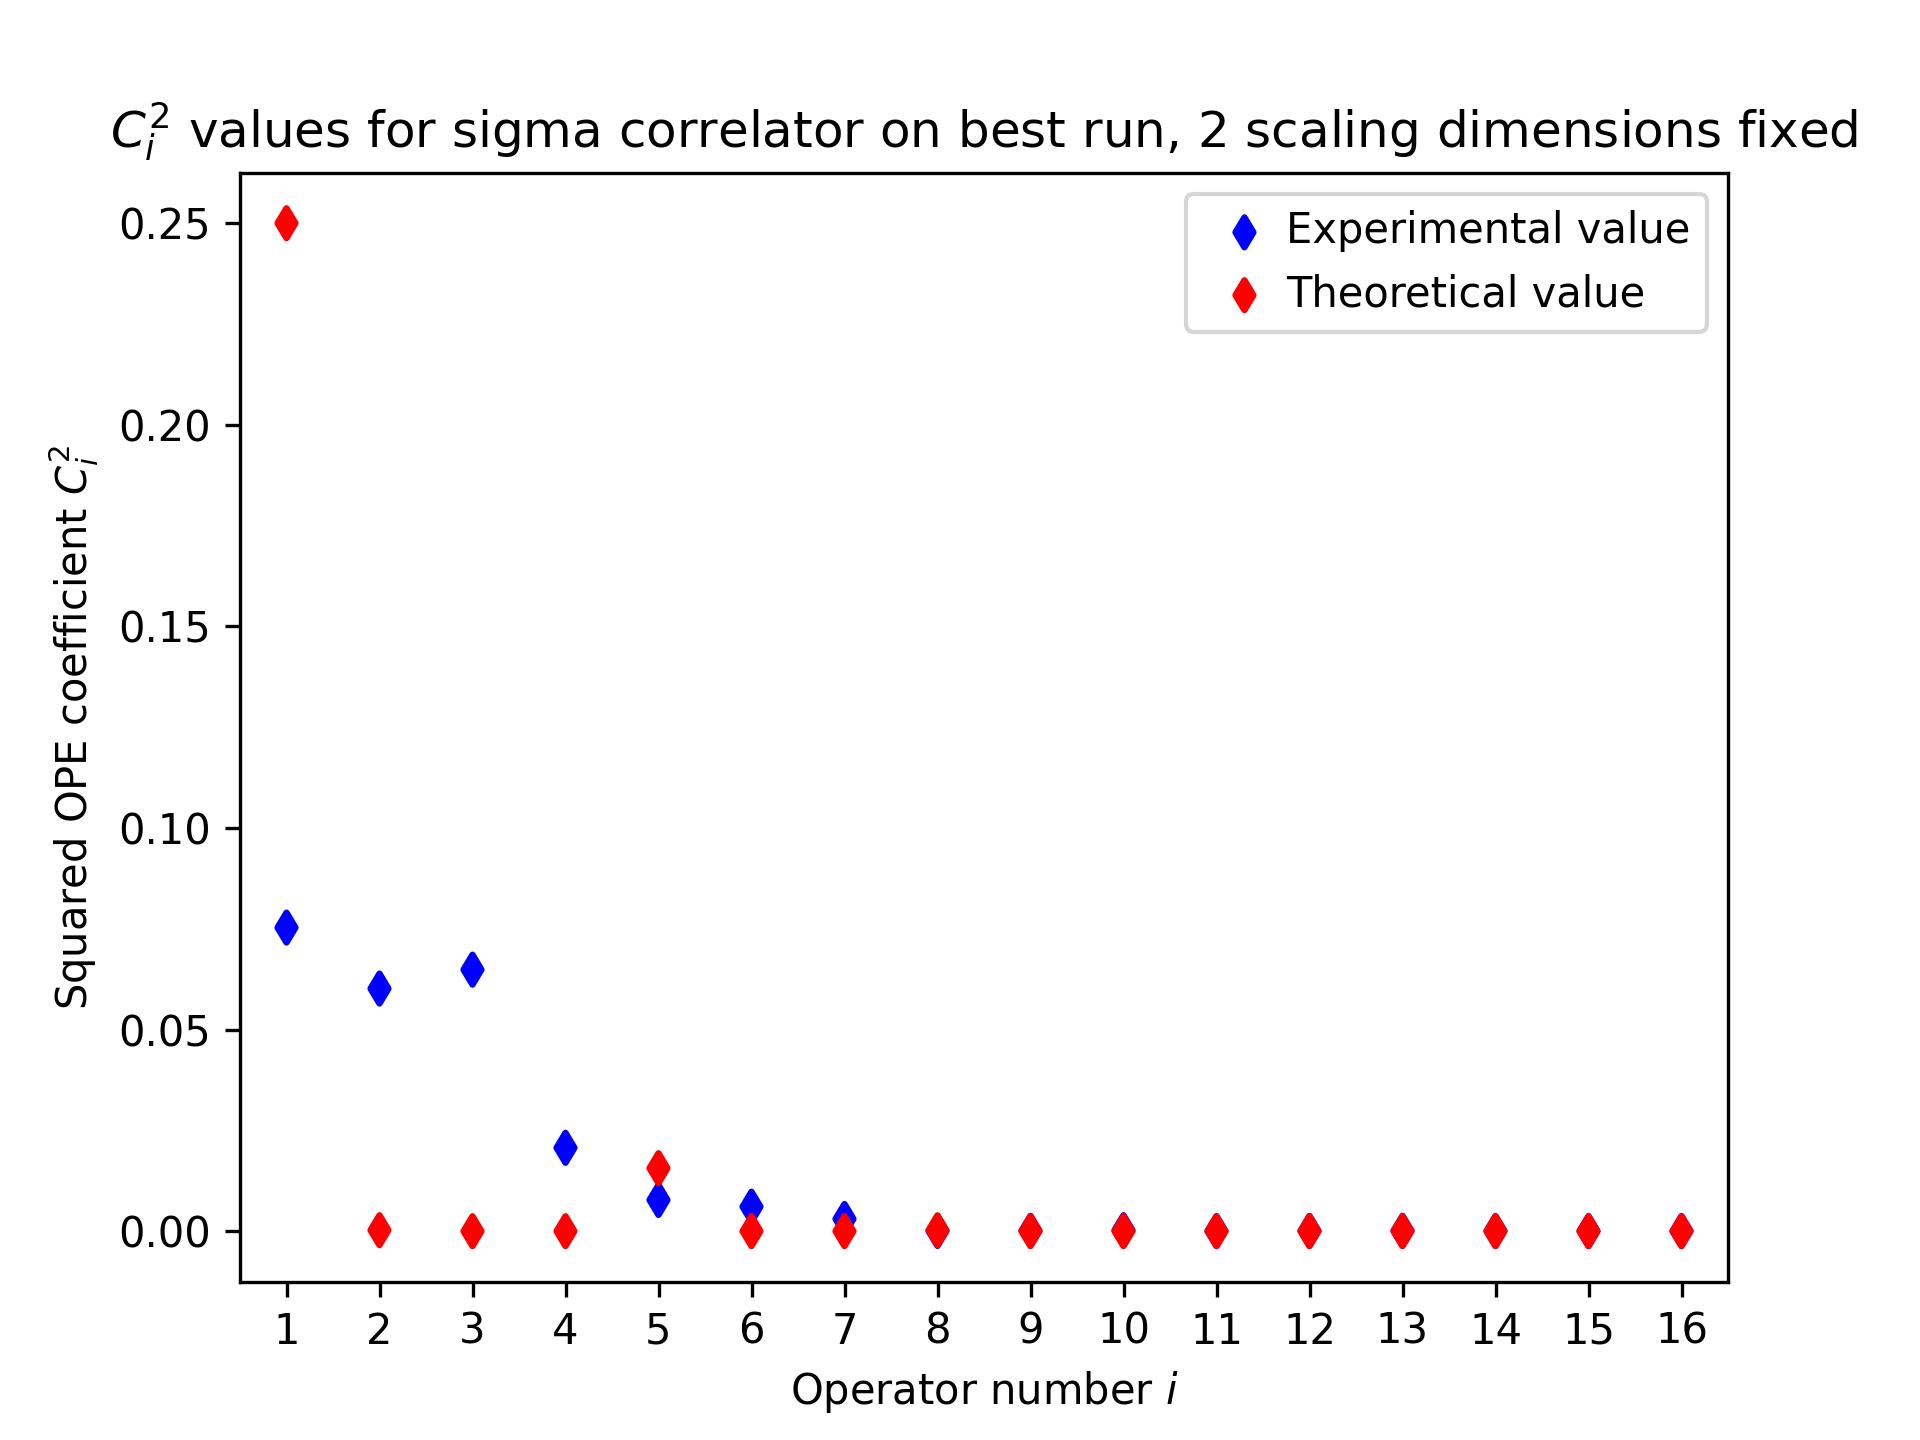 $C_i^2$ values for sigma correlator on best run, 2 scaling dimensions fixed
Experimental value
Theoretical value
Squared OPE coefficient $C_i^2$
0.25
0.20
0.15
0.10
0.05
0.00
1 2 3 4 5 6 7 8 9 10 11 12 13 14 15 16
Operator number $i$